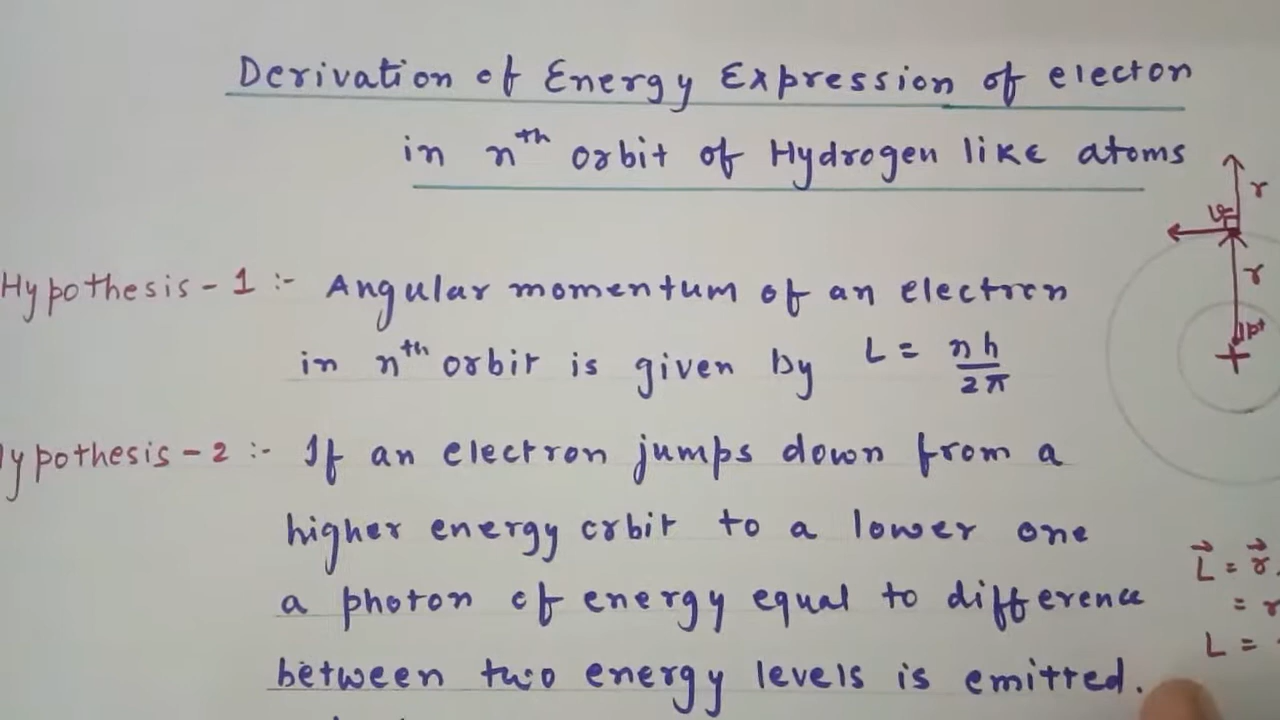 Derivation of Energy Expression of electon
in nth orbit of Hydrogen like atoms
r
r
Hypothesis - 1 :- Angular momentum of an electron
in nth orbit is given by L = nh/2π
ypothesis - 2 :- If an electron jumps down from a
higher energy orbit to a lower one
a photon of energy equal to difference
between two energy levels is emitted.
L = r
= r
L =